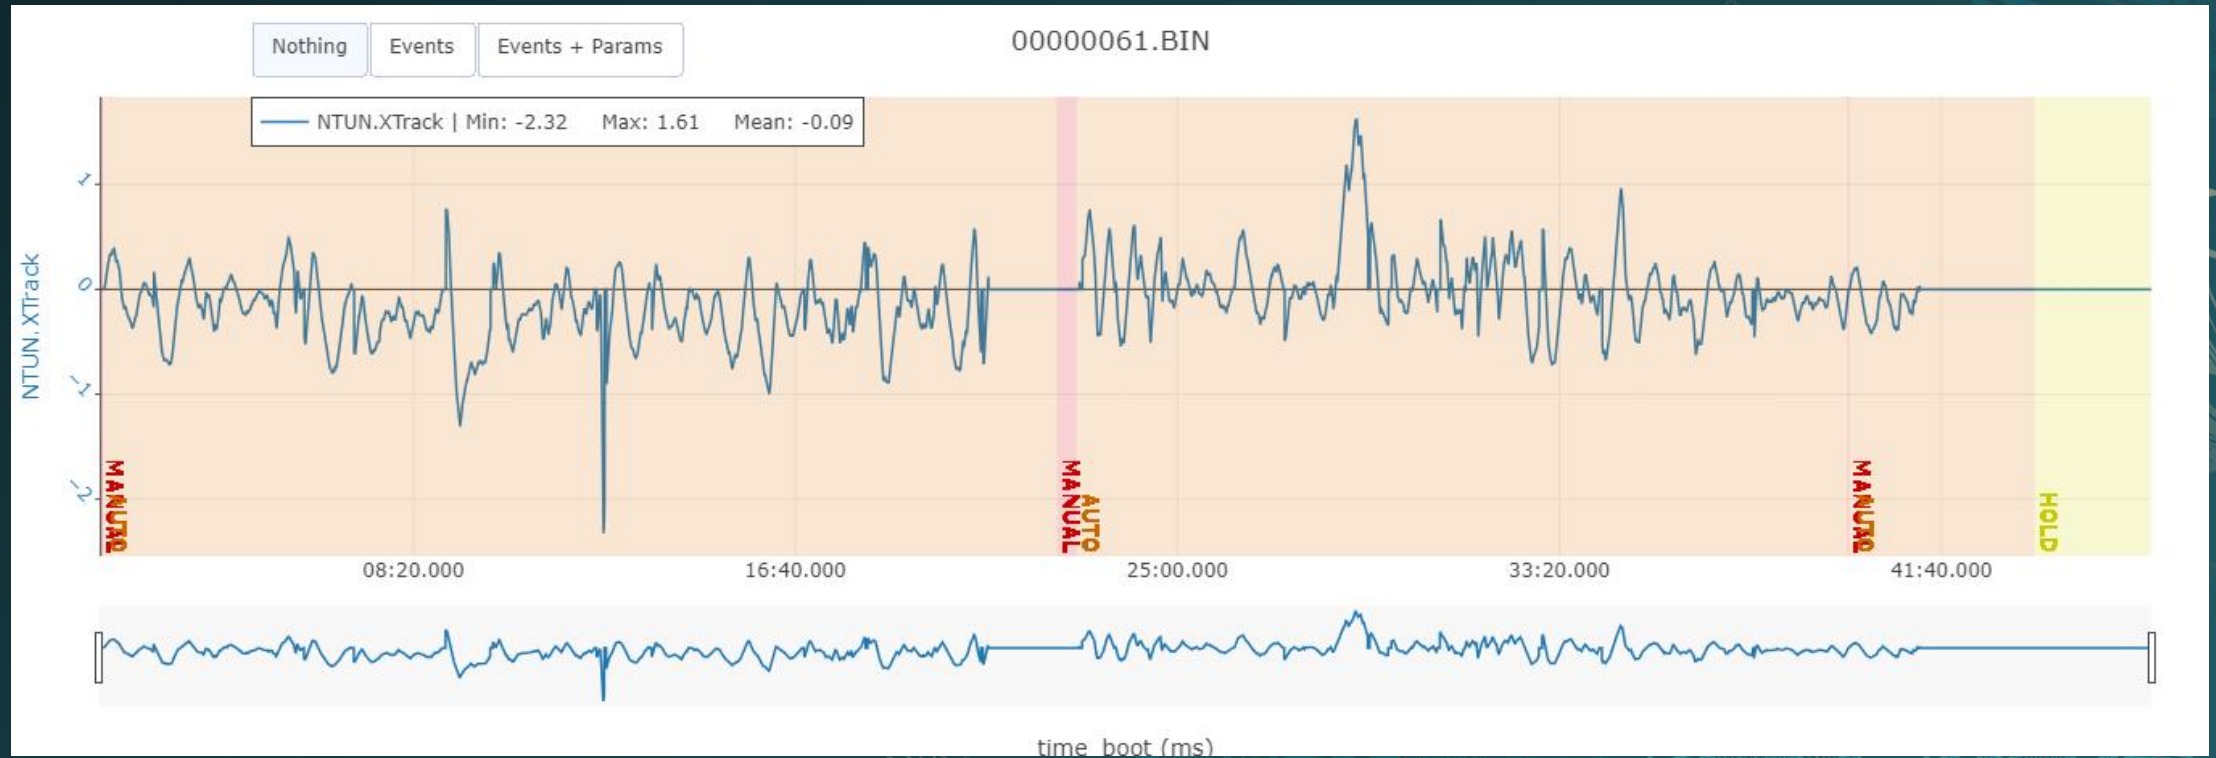 Nothing Events Events + Params
00000061.BIN
NTUN.XTrack | Min: -2.32 Max: 1.61 Mean: -0.09
NTUN.XTrack
1
0
-1
-2
MANUAL
AUTO
MANUAL
AUTO
MANUAL
AUTO
HOLD
08:20.000 16:40.000 25:00.000 33:20.000 41:40.000
time_boot (ms)